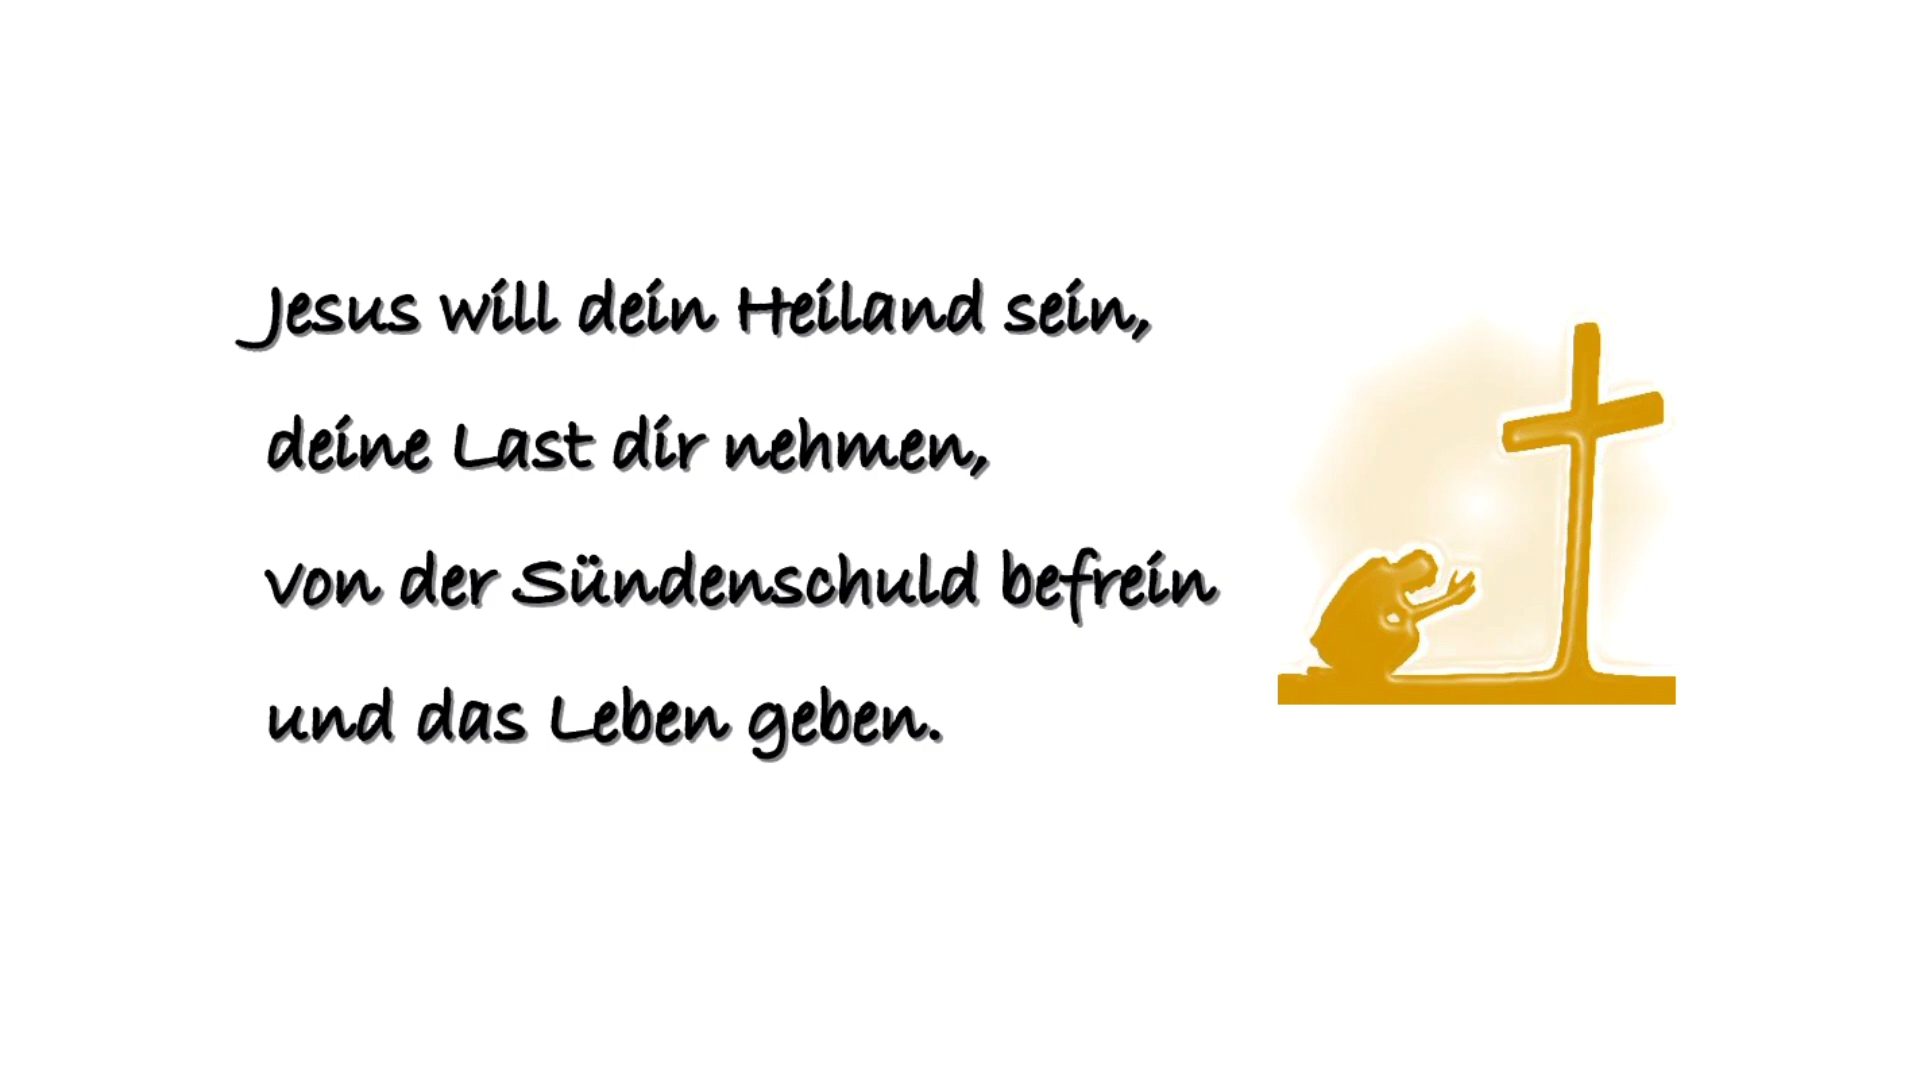 Jesus will dein Heiland sein,
deine Last dir nehmen,
von der Sündenschuld befrein
und das Leben geben.